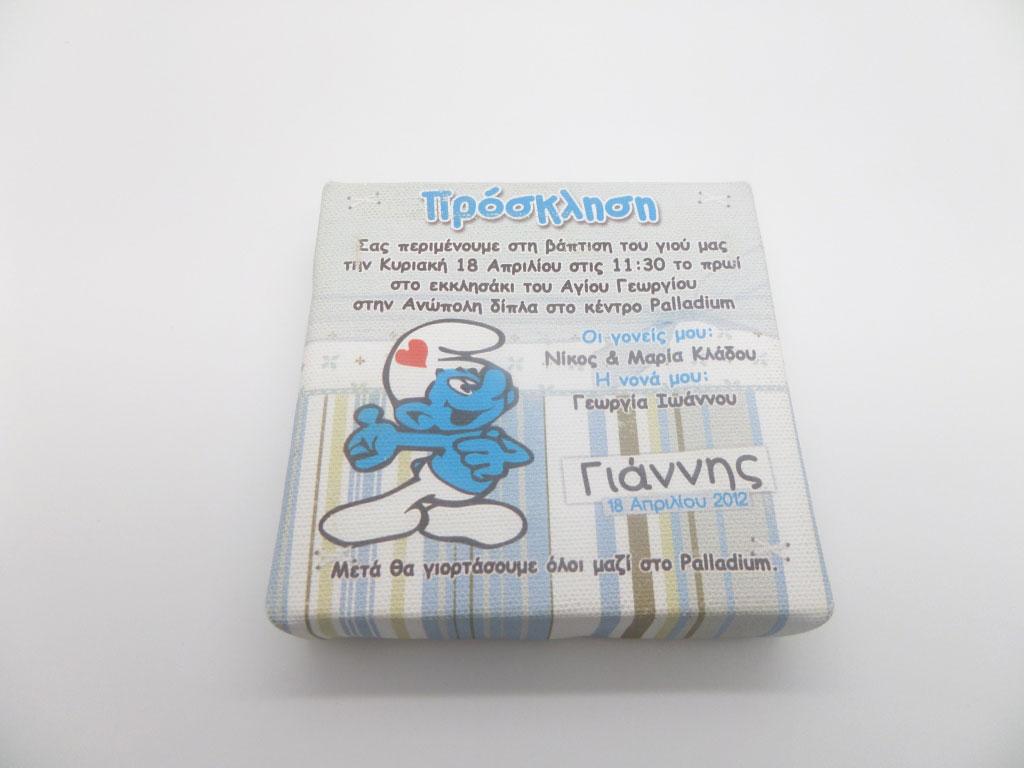 Πρόσκληση
Σας περιμένουμε στη βάπτιση του γιού μας
την Κυριακή 18 Απριλίου στις 11:30 το πρωί
στο εκκλησάκι του Αγίου Γεωργίου
στην Ανώπολη δίπλα στο κέντρο Palladium
Οι γονείς μου:
Νίκος & Μαρία Κλάδου
Η νονά μου:
Γεωργία Ιωάννου
Γιάννης
18 Απριλίου 2012
Μετά θα γιορτάσουμε όλοι μαζί στο Palladium.